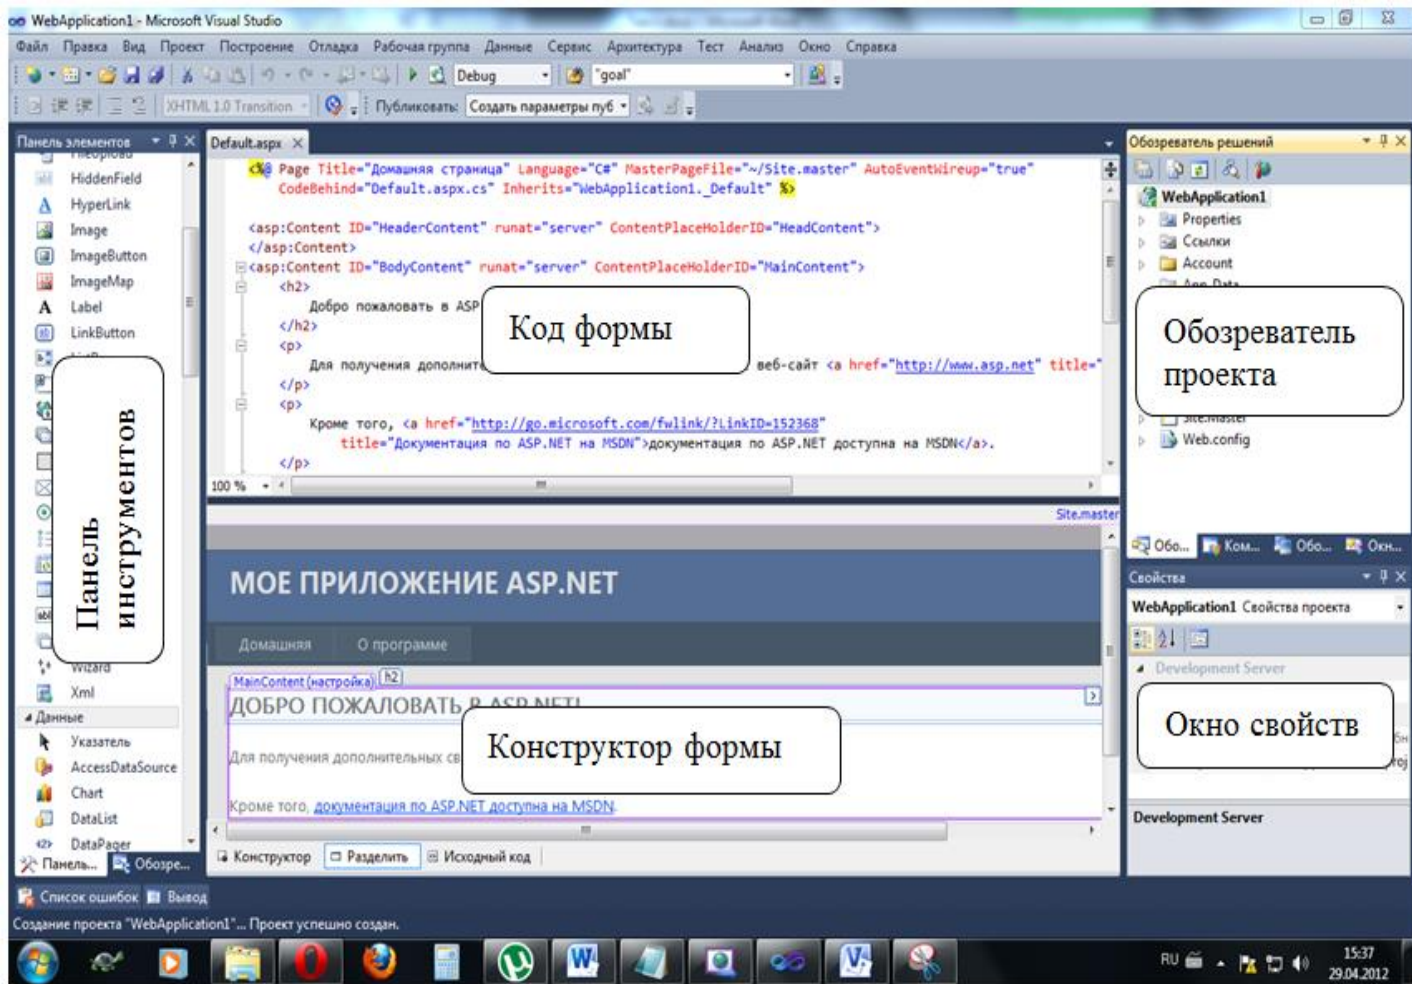 WebApplication1 - Microsoft Visual Studio
Файл Правка Вид Проект Построение Отладка Рабочая группа Данные Сервис Архитектура Тест Анализ Окно Справка
Debug "goal"
XHTML 1.0 Transition Публиковать: Создать параметры пуб
Панель элементов
FileUpload
HiddenField
HyperLink
Image
ImageButton
ImageMap
Label
LinkButton
Панель
инструментов
Wizard
Xml
Данные
Указатель
AccessDataSource
Chart
DataList
DataPager
Панель... Обозре...
Default.aspx
<%@ Page Title="Домашняя страница" Language="C#" MasterPageFile="~/Site.master" AutoEventWireup="true"
CodeBehind="Default.aspx.cs" Inherits="WebApplication1._Default" %>
<asp:Content ID="HeaderContent" runat="server" ContentPlaceHolderID="HeadContent">
</asp:Content>
<asp:Content ID="BodyContent" runat="server" ContentPlaceHolderID="MainContent">
<h2>
Добро пожаловать в ASP
</h2>
<p>
Для получения дополните веб-сайт <a href="http://www.asp.net" title="
</p>
<p>
Кроме того, <a href="http://go.microsoft.com/fwlink/?LinkID=152368"
title="Документация по ASP.NET на MSDN">документация по ASP.NET доступна на MSDN</a>.
</p>
Код формы
100 %
Site.master
МОЕ ПРИЛОЖЕНИЕ ASP.NET
Домашняя О программе
MainContent (настройка) h2
ДОБРО ПОЖАЛОВАТЬ В ASP.NET!
Для получения дополнительных св
Кроме того, документация по ASP.NET доступна на MSDN.
Конструктор формы
Конструктор Разделить Исходный код
Обозреватель решений
WebApplication1
Properties
Ссылки
Account
App_Data
Обозреватель
проекта
Site.Master
Web.config
Обо... Ком... Обо... Окн...
Свойства
WebApplication1 Свойства проекта
Development Server
Окно свойств
Development Server
Список ошибок Вывод
Создание проекта "WebApplication1"... Проект успешно создан.
RU 15:37
29.04.2012